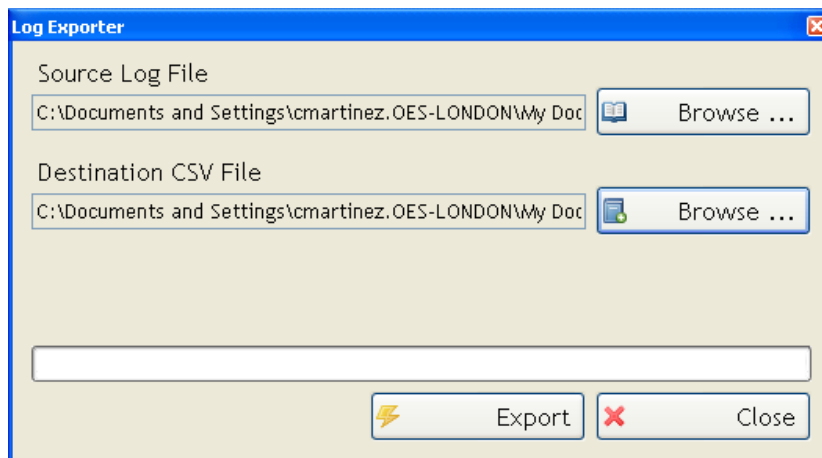 Log Exporter
Source Log File
C:\Documents and Settings\cmartinez.OES-LONDON\My Doc
Browse ...
Destination CSV File
C:\Documents and Settings\cmartinez.OES-LONDON\My Doc
Browse ...
Export
Close